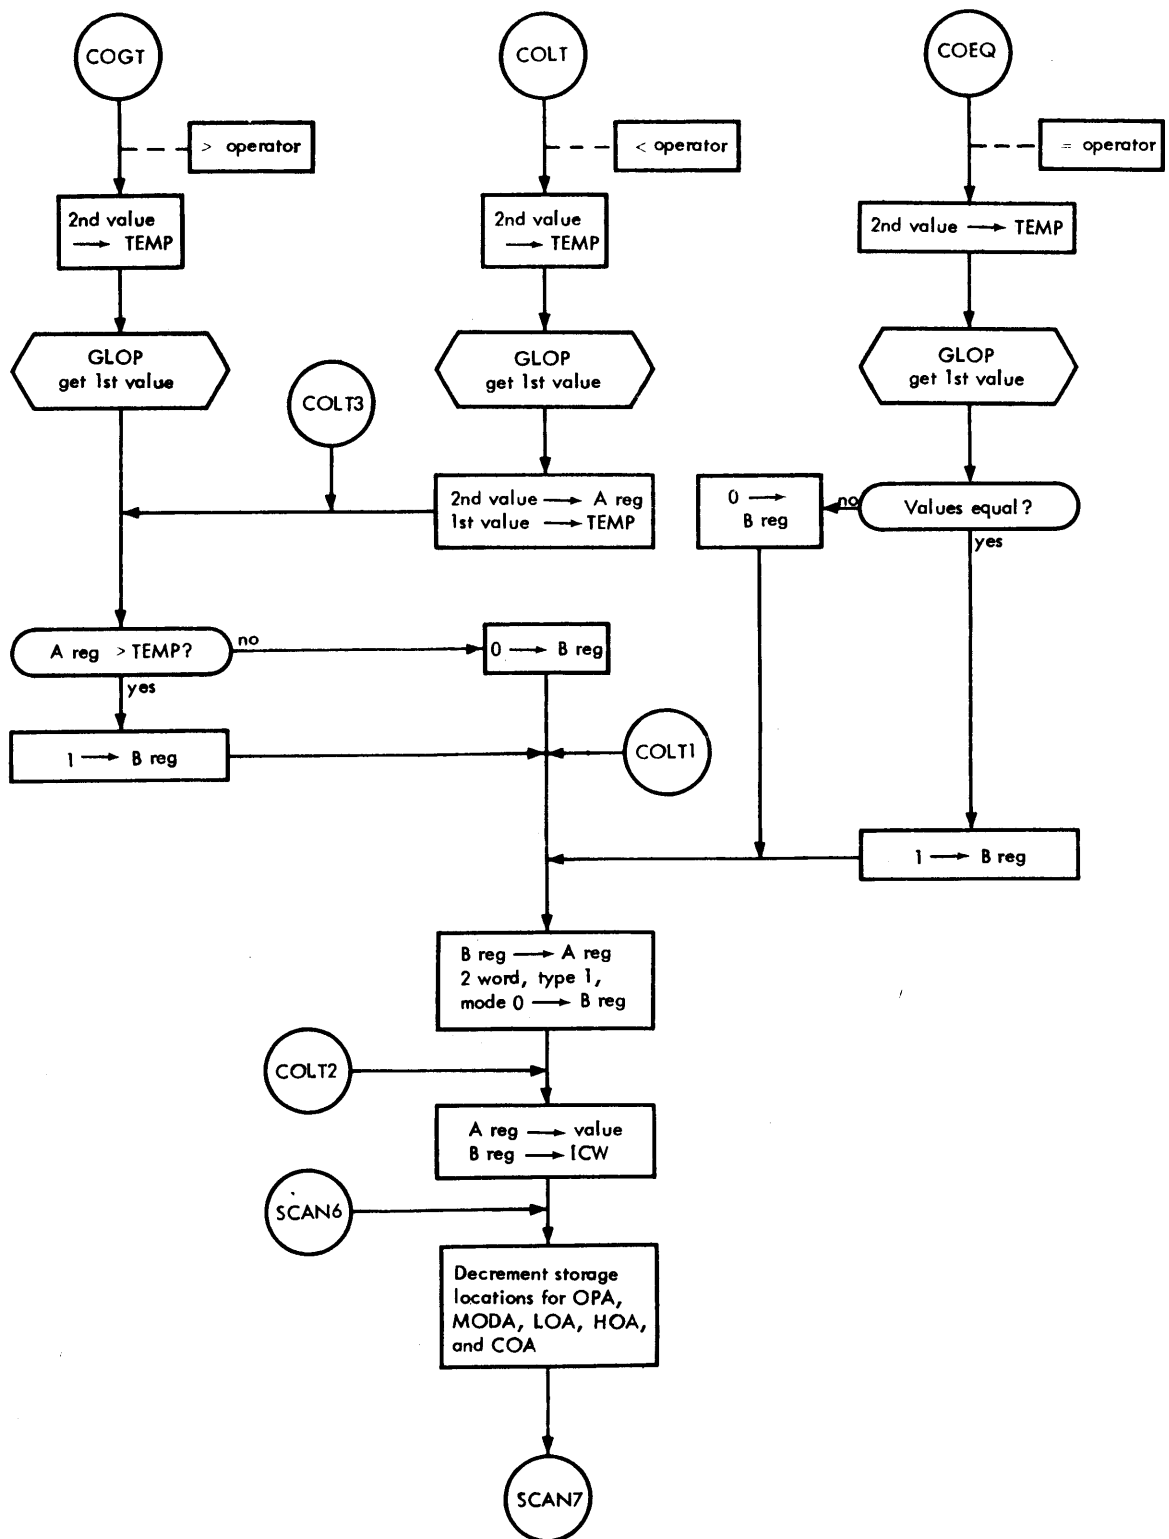 COGT
COLT
COEQ
> operator
< operator
= operator
2nd value
→ TEMP
2nd value
→ TEMP
2nd value → TEMP
GLOP
get 1st value
GLOP
get 1st value
GLOP
get 1st value
COLT3
2nd value → A reg
1st value → TEMP
0 →
B reg
no
Values equal?
yes
A reg > TEMP?
no
yes
0 → B reg
1 → B reg
COLT1
1 → B reg
B reg → A reg
2 word, type 1,
mode 0 → B reg
COLT2
A reg → value
B reg → ICW
SCAN6
Decrement storage
locations for OPA,
MODA, LOA, HOA,
and COA
SCAN7